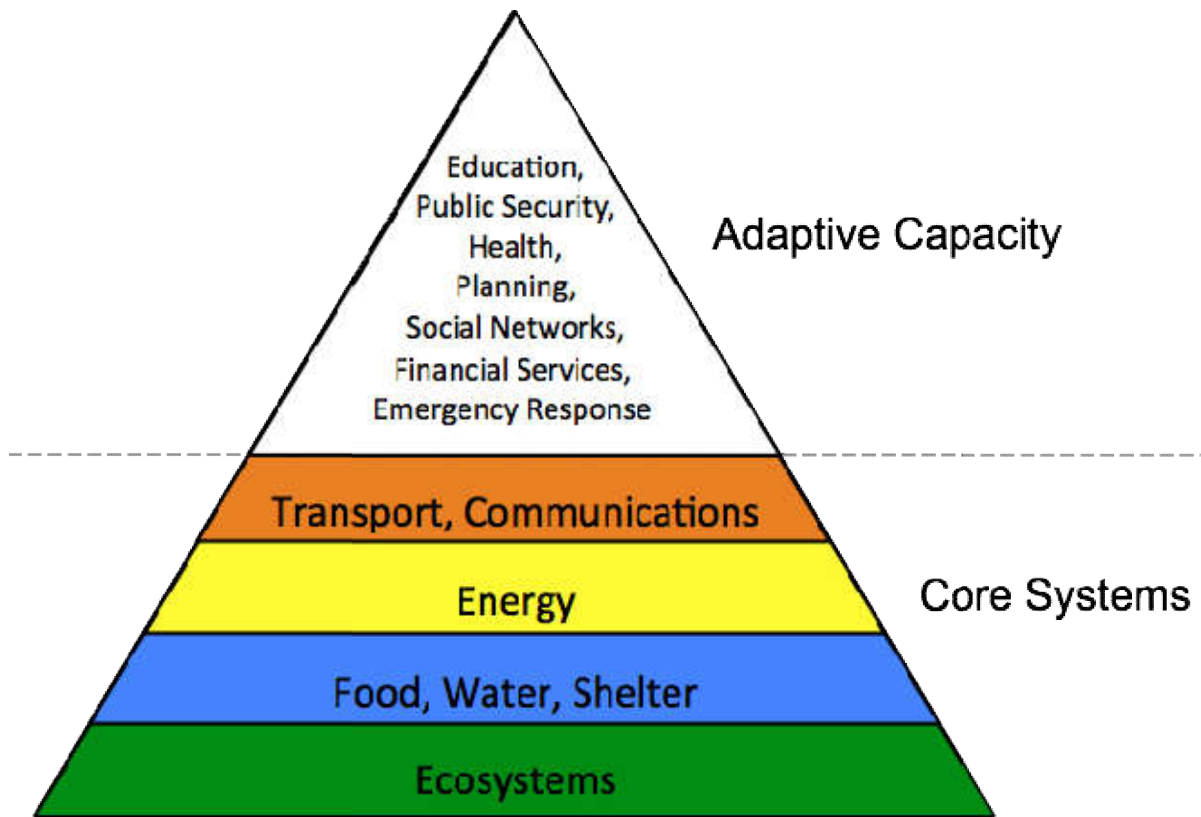 Education,
Public Security,
Health,
Planning,
Social Networks,
Financial Services,
Emergency Response
Adaptive Capacity
Transport, Communications
Energy
Core Systems
Food, Water, Shelter
Ecosystems